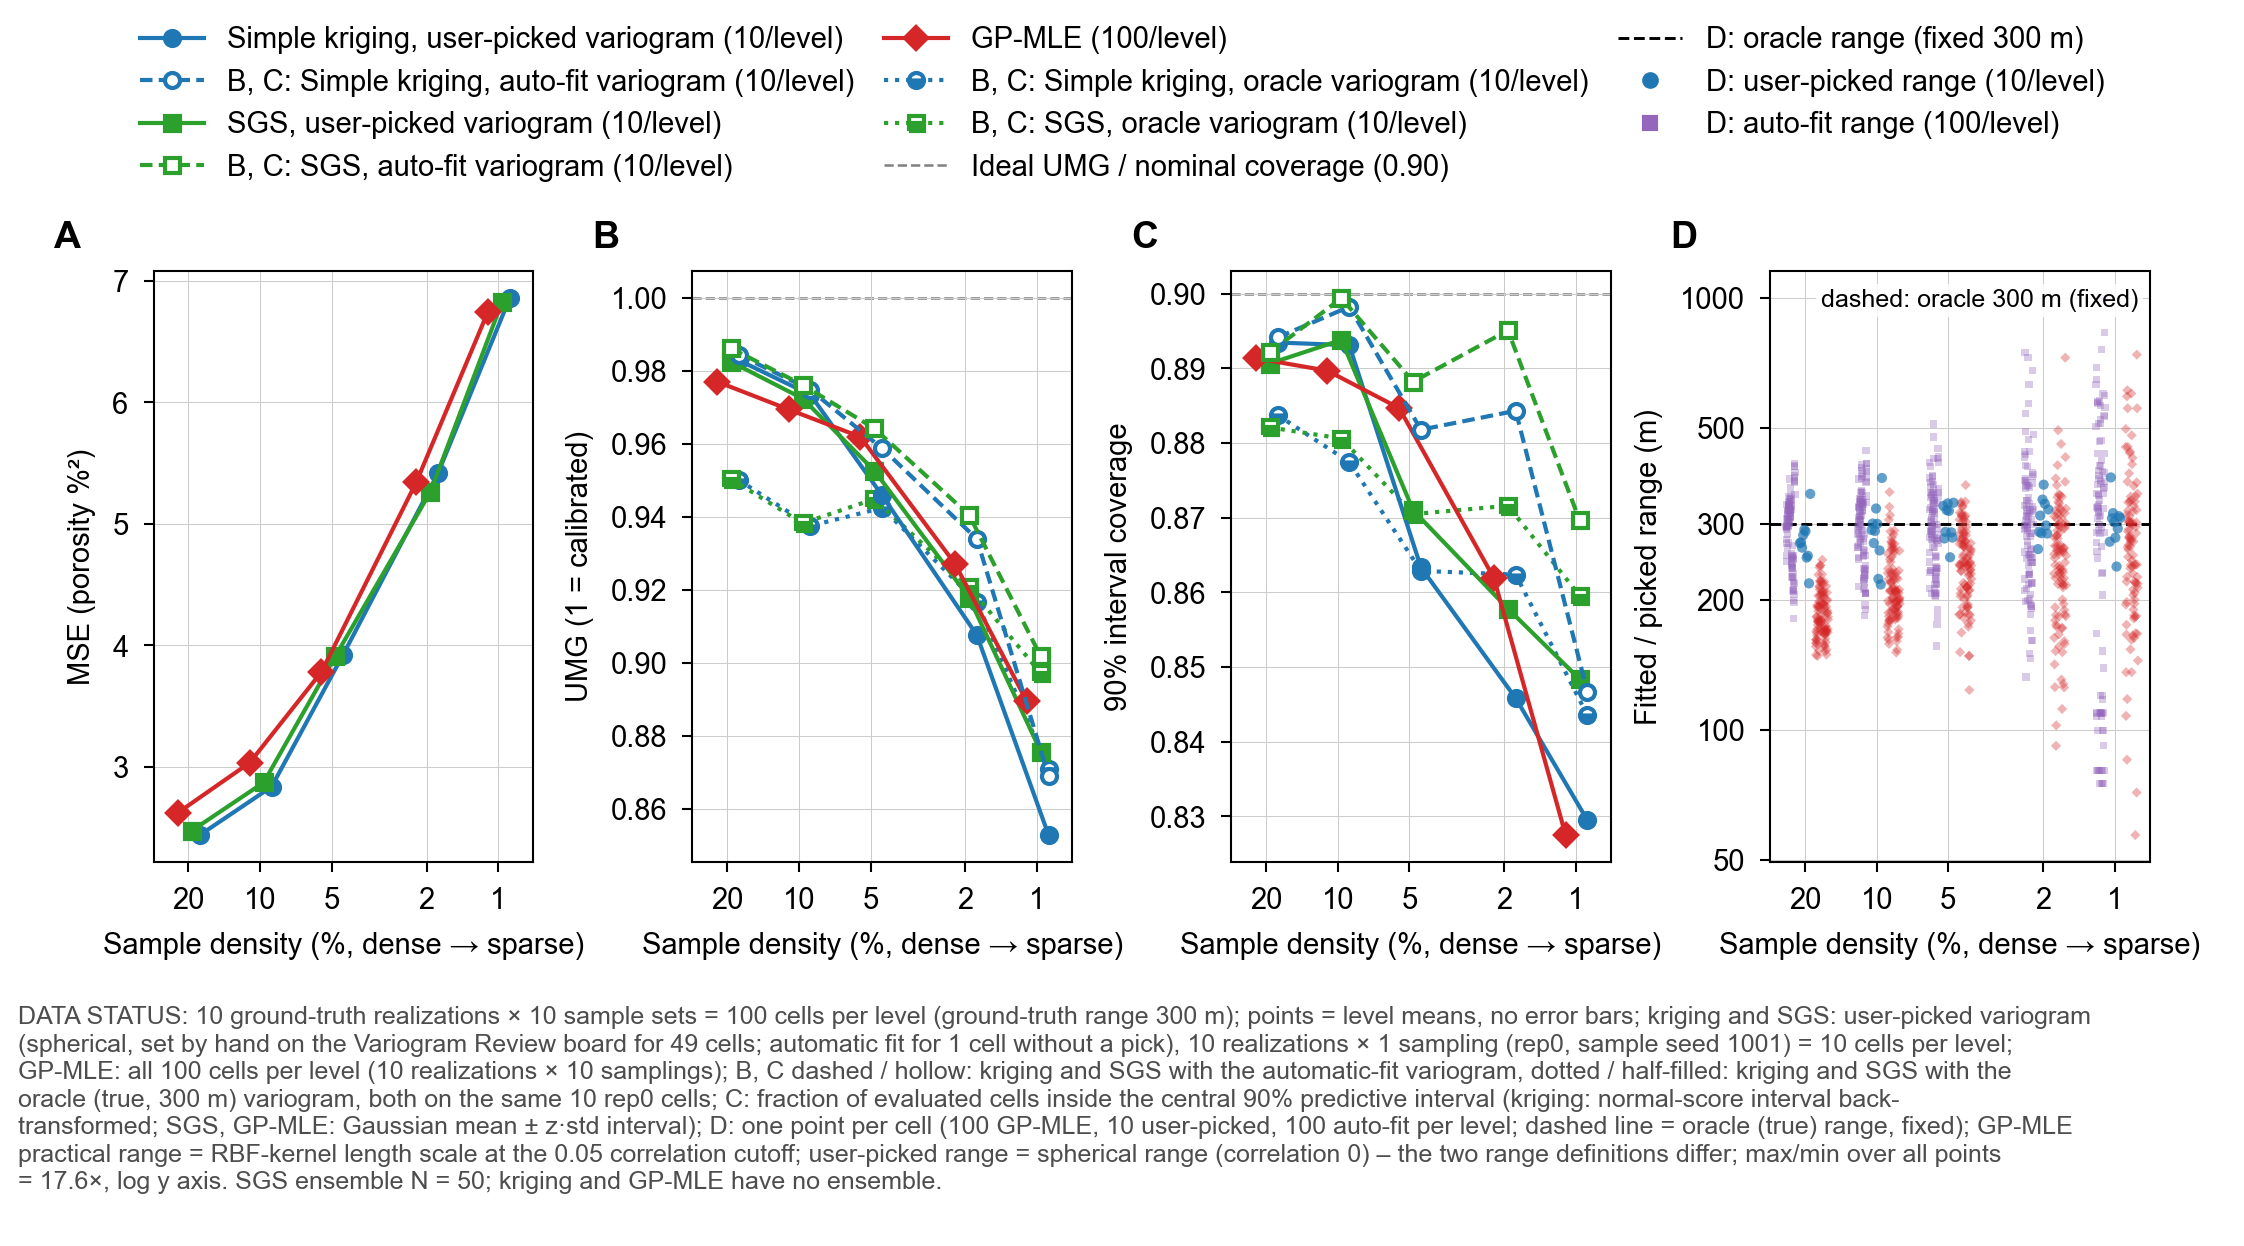 Simple kriging, user-picked variogram (10/level)
B, C: Simple kriging, auto-fit variogram (10/level)
SGS, user-picked variogram (10/level)
B, C: SGS, auto-fit variogram (10/level)
GP-MLE (100/level)
B, C: Simple kriging, oracle variogram (10/level)
B, C: SGS, oracle variogram (10/level)
Ideal UMG / nominal coverage (0.90)
D: oracle range (fixed 300 m)
D: user-picked range (10/level)
D: auto-fit range (100/level)
A
7
6
5
4
3
MSE (porosity %²)
20 10 5 2 1
Sample density (%, dense → sparse)
B
1.00
0.98
0.96
0.94
0.92
0.90
0.88
0.86
UMG (1 = calibrated)
20 10 5 2 1
Sample density (%, dense → sparse)
C
0.90
0.89
0.88
0.87
0.86
0.85
0.84
0.83
90% interval coverage
20 10 5 2 1
Sample density (%, dense → sparse)
D
dashed: oracle 300 m (fixed)
1000
500
300
200
100
50
Fitted / picked range (m)
20 10 5 2 1
Sample density (%, dense → sparse)
DATA STATUS: 10 ground-truth realizations × 10 sample sets = 100 cells per level (ground-truth range 300 m); points = level means, no error bars; kriging and SGS: user-picked variogram
(spherical, set by hand on the Variogram Review board for 49 cells; automatic fit for 1 cell without a pick), 10 realizations × 1 sampling (rep0, sample seed 1001) = 10 cells per level;
GP-MLE: all 100 cells per level (10 realizations × 10 samplings); B, C dashed / hollow: kriging and SGS with the automatic-fit variogram, dotted / half-filled: kriging and SGS with the
oracle (true, 300 m) variogram, both on the same 10 rep0 cells; C: fraction of evaluated cells inside the central 90% predictive interval (kriging: normal-score interval back-
transformed; SGS, GP-MLE: Gaussian mean ± z·std interval); D: one point per cell (100 GP-MLE, 10 user-picked, 100 auto-fit per level; dashed line = oracle (true) range, fixed); GP-MLE
practical range = RBF-kernel length scale at the 0.05 correlation cutoff; user-picked range = spherical range (correlation 0) – the two range definitions differ; max/min over all points
= 17.6×, log y axis. SGS ensemble N = 50; kriging and GP-MLE have no ensemble.